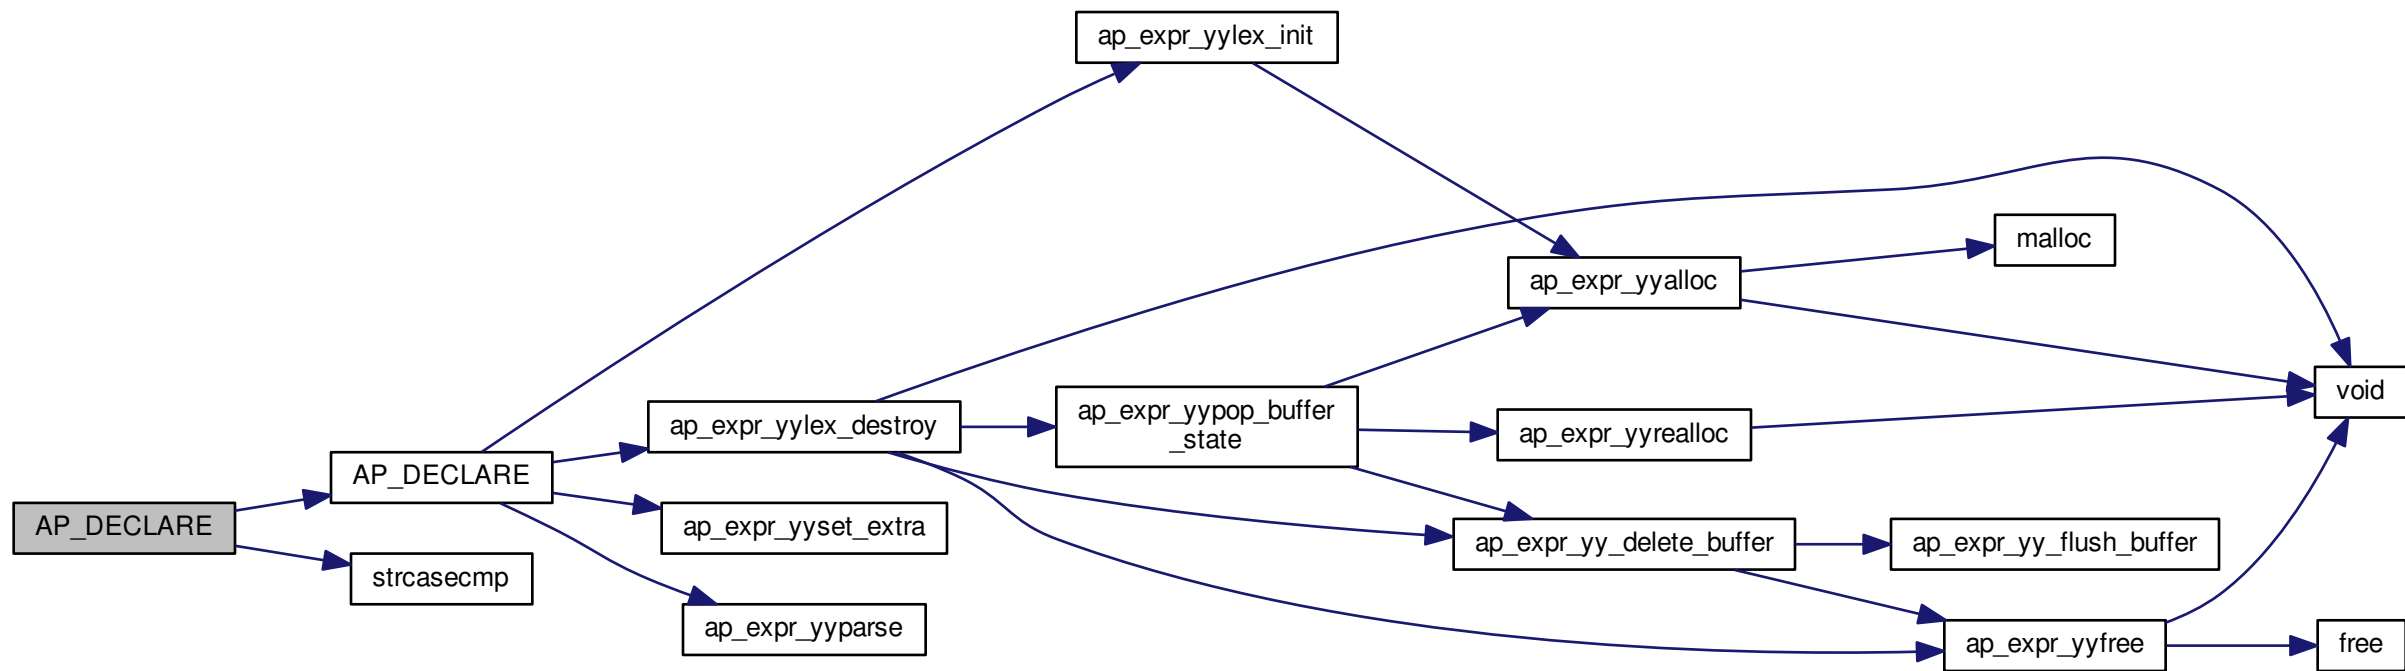 ap_expr_yylex_init
malloc
ap_expr_yyalloc
void
ap_expr_yypop_buffer
_state
ap_expr_yylex_destroy
ap_expr_yyrealloc
AP_DECLARE
AP_DECLARE
ap_expr_yyset_extra
ap_expr_yy_delete_buffer
ap_expr_yy_flush_buffer
strcasecmp
ap_expr_yyparse
ap_expr_yyfree
free